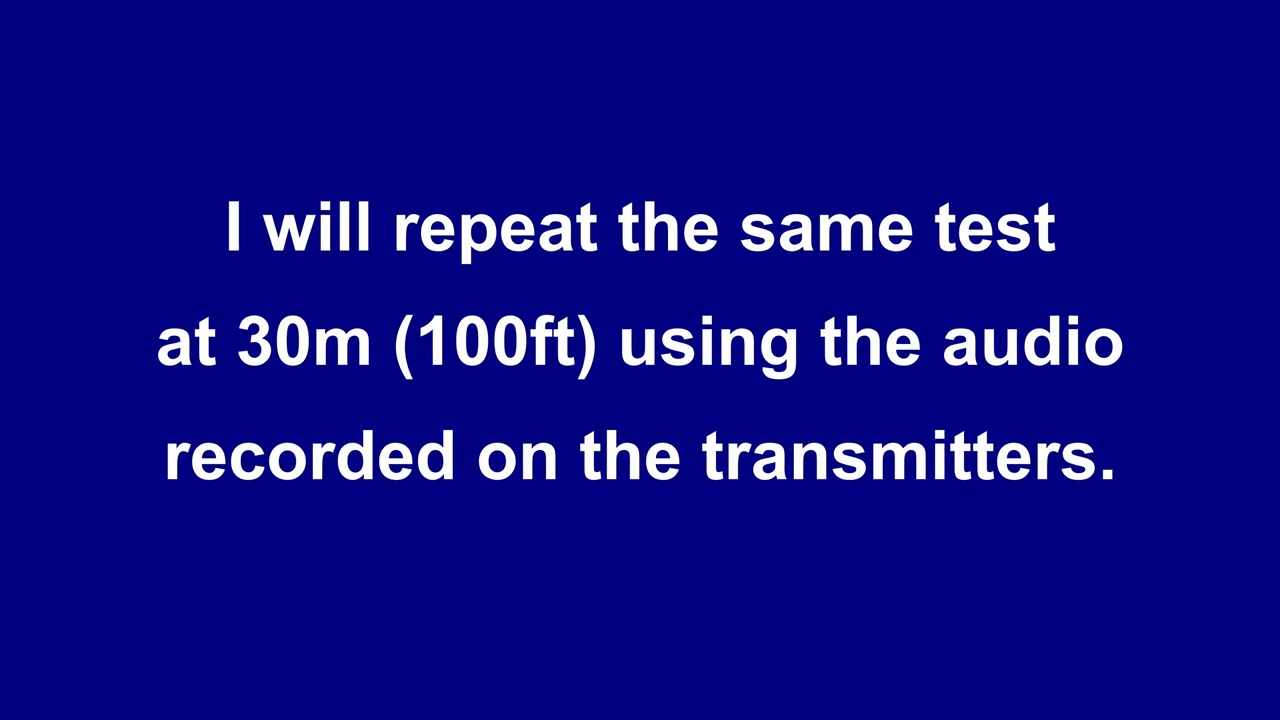 I will repeat the same test
at 30m (100ft) using the audio
recorded on the transmitters.